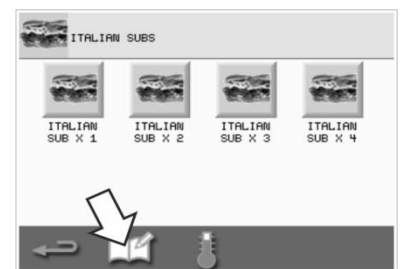 ITALIAN SUBS
ITALIAN SUB X 1
ITALIAN SUB X 2
ITALIAN SUB X 3
ITALIAN SUB X 4